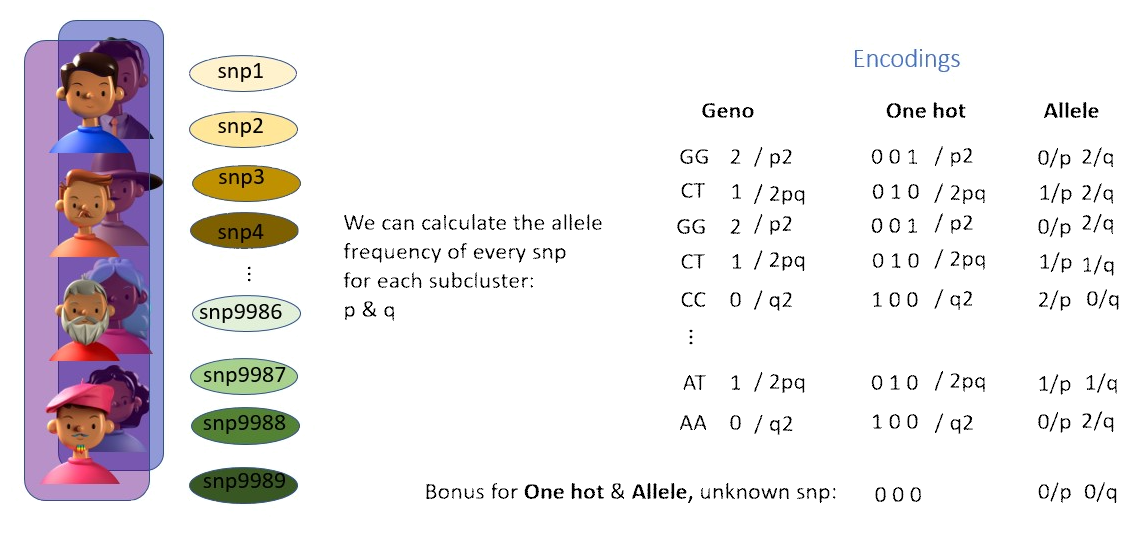 snp1
snp2
snp3
snp4
⋮
snp9986
snp9987
snp9988
snp9989
We can calculate the allele
frequency of every snp
for each subcluster:
p & q
Encodings
Geno One hot Allele
GG 2 / p2 0 0 1 / p2 0/p 2/q
CT 1 / 2pq 0 1 0 / 2pq 1/p 2/q
GG 2 / p2 0 0 1 / p2 0/p 2/q
CT 1 / 2pq 0 1 0 / 2pq 1/p 1/q
CC 0 / q2 1 0 0 / q2 2/p 0/q
⋮
AT 1 / 2pq 0 1 0 / 2pq 1/p 1/q
AA 0 / q2 1 0 0 / q2 0/p 2/q
Bonus for One hot & Allele, unknown snp: 0 0 0 0/p 0/q